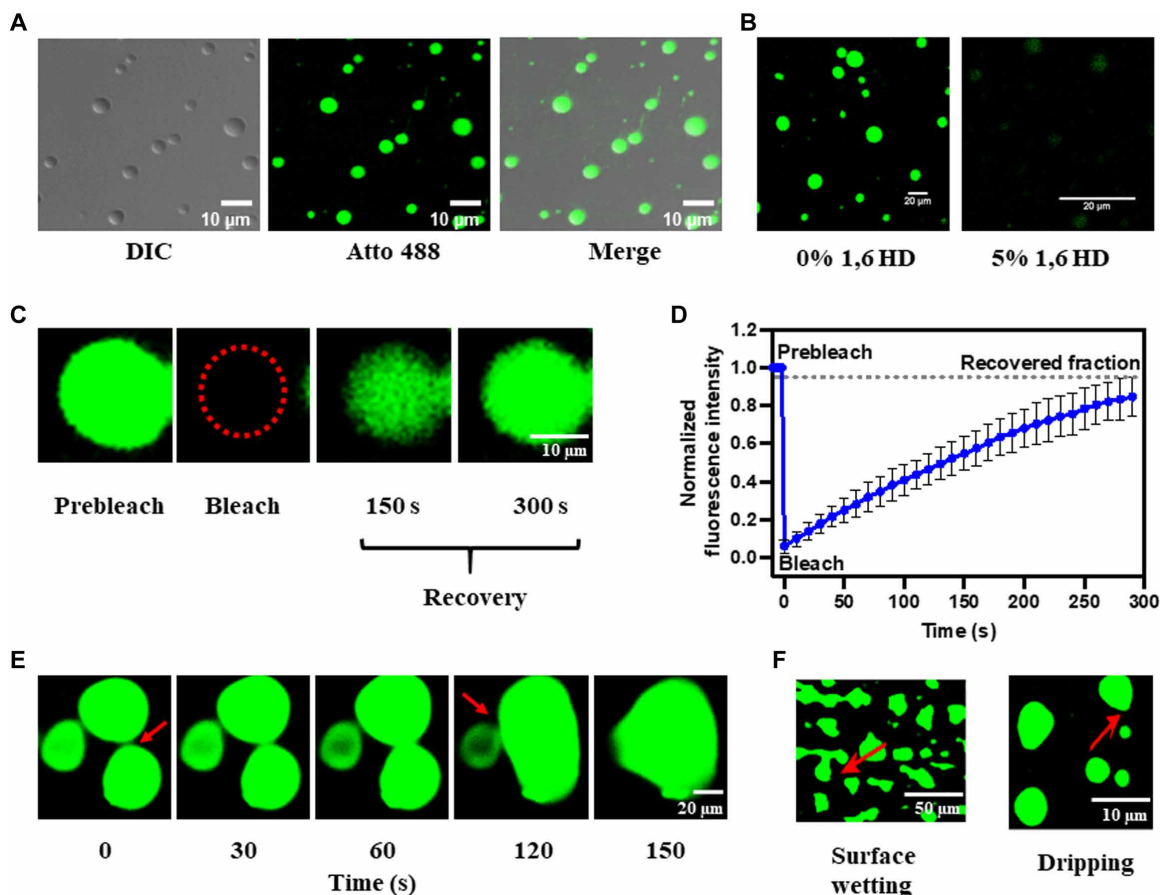 A
10 µm
DIC
10 µm
Atto 488
10 µm
Merge
B
20 µm
0% 1,6 HD
20 µm
5% 1,6 HD
C
10 µm
Prebleach
Bleach
150 s
300 s
Recovery
D
Normalized
fluorescence intensity
1.2
1.0
0.8
0.6
0.4
0.2
0.0
Prebleach
Recovered fraction
Bleach
0 50 100 150 200 250 300
Time (s)
E
20 µm
0 30 60 120 150
Time (s)
F
50 µm
Surface
wetting
10 µm
Dripping